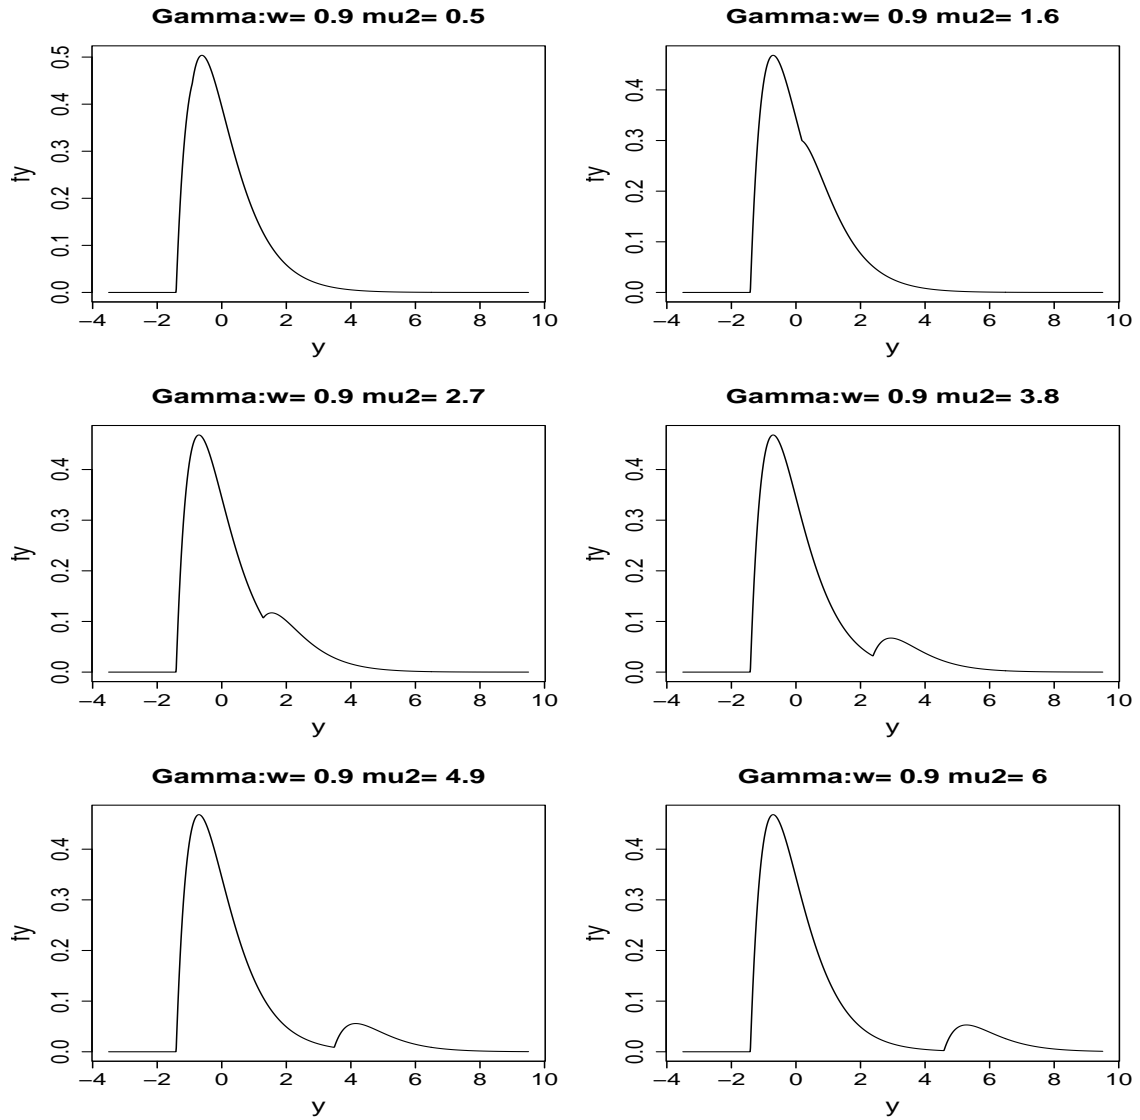 Gamma:w= 0.9 mu2= 0.5
fy
0.0 0.1 0.2 0.3 0.4 0.5
−4 −2 0 2 4 6 8 10
y
Gamma:w= 0.9 mu2= 1.6
fy
0.0 0.1 0.2 0.3 0.4
−4 −2 0 2 4 6 8 10
y
Gamma:w= 0.9 mu2= 2.7
fy
0.0 0.1 0.2 0.3 0.4
−4 −2 0 2 4 6 8 10
y
Gamma:w= 0.9 mu2= 3.8
fy
0.0 0.1 0.2 0.3 0.4
−4 −2 0 2 4 6 8 10
y
Gamma:w= 0.9 mu2= 4.9
fy
0.0 0.1 0.2 0.3 0.4
−4 −2 0 2 4 6 8 10
y
Gamma:w= 0.9 mu2= 6
fy
0.0 0.1 0.2 0.3 0.4
−4 −2 0 2 4 6 8 10
y